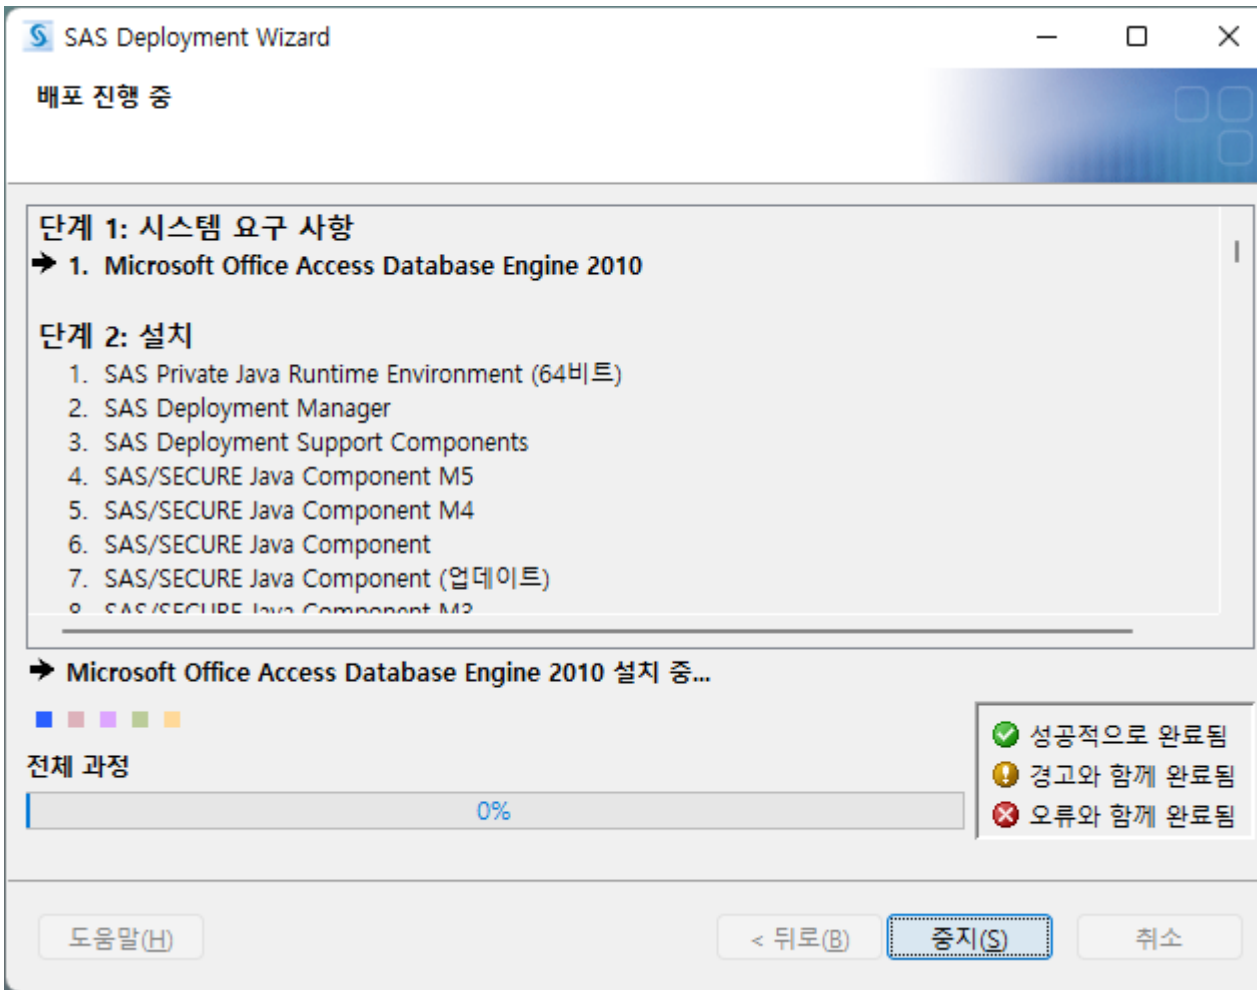 SAS Deployment Wizard
배포 진행 중
단계 1: 시스템 요구 사항
1. Microsoft Office Access Database Engine 2010
단계 2: 설치
1. SAS Private Java Runtime Environment (64비트)
2. SAS Deployment Manager
3. SAS Deployment Support Components
4. SAS/SECURE Java Component M5
5. SAS/SECURE Java Component M4
6. SAS/SECURE Java Component
7. SAS/SECURE Java Component (업데이트)
8. SAS/SECURE Java Component M3
Microsoft Office Access Database Engine 2010 설치 중...
성공적으로 완료됨
전체 과정
경고와 함께 완료됨
0%
오류와 함께 완료됨
도움말(H)
< 뒤로(B)
중지(S)
취소